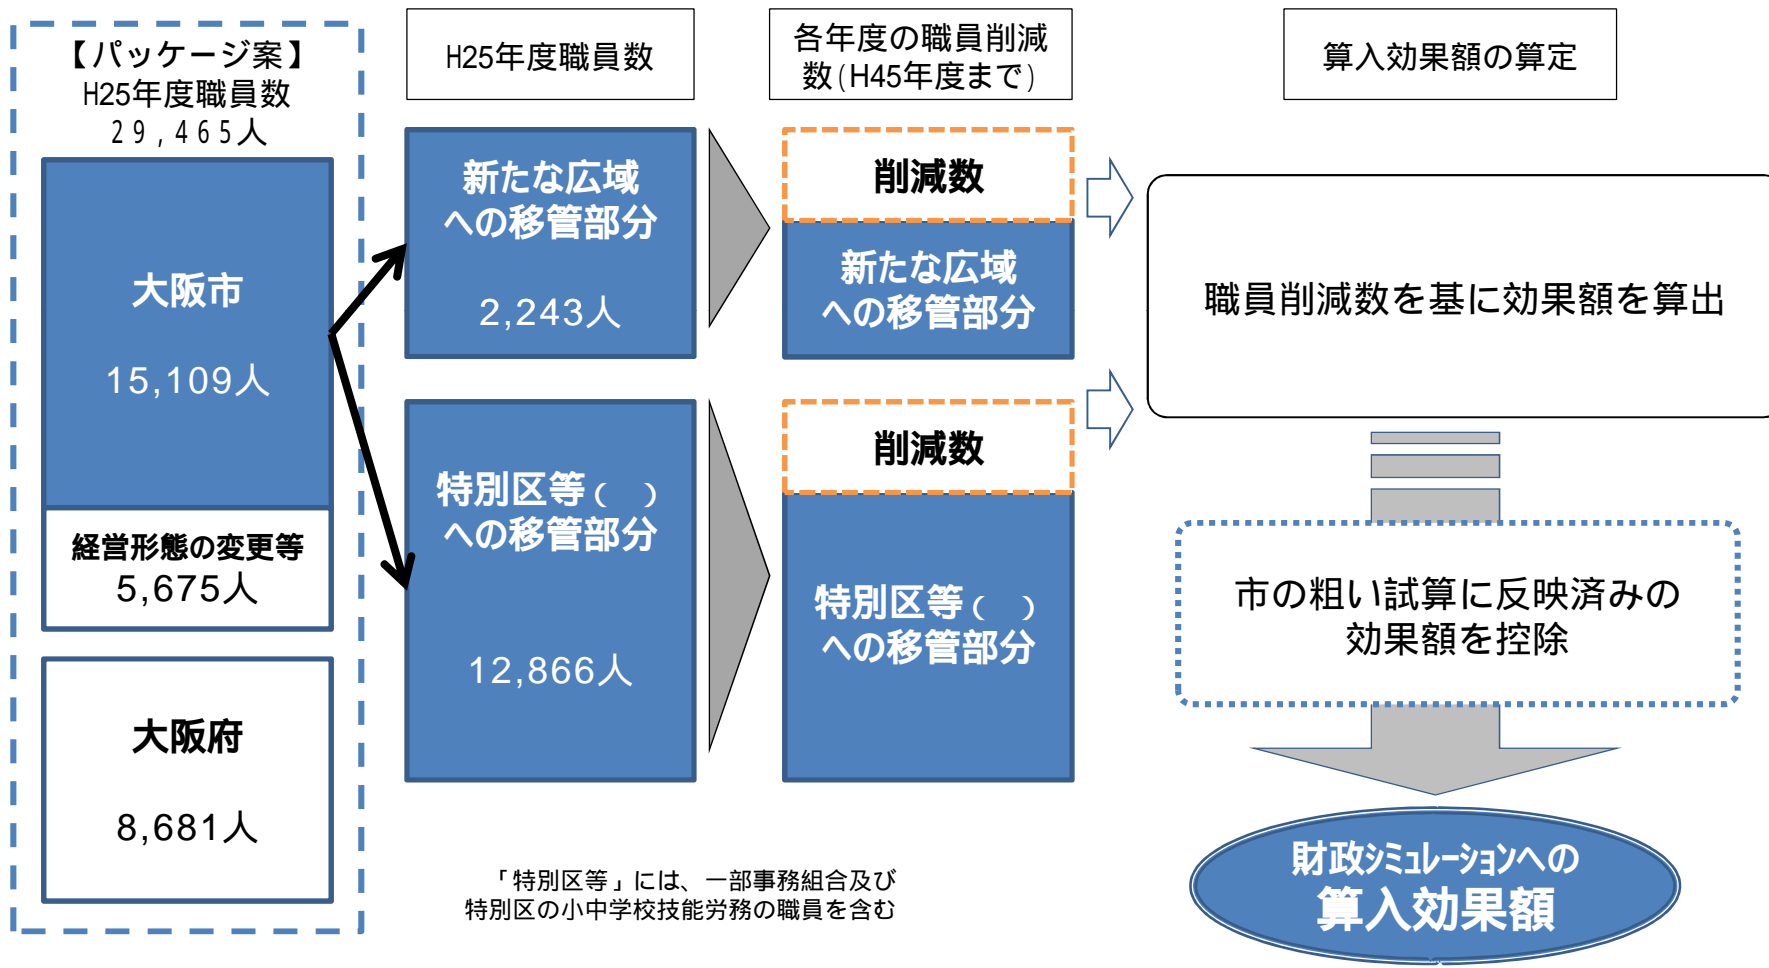 【パッケージ案】
H25年度職員数
29,465人
大阪市
15,109人
経営形態の変更等
5,675人
大阪府
8,681人
H25年度職員数
新たな広域
への移管部分
2,243人
特別区等(　)
への移管部分
12,866人
各年度の職員削減
数(H45年度まで)
削減数
新たな広域
への移管部分
削減数
特別区等(　)
への移管部分
算入効果額の算定
職員削減数を基に効果額を算出
市の粗い試算に反映済みの
効果額を控除
財政シミュレーションへの
算入効果額
「特別区等」には、一部事務組合及び
特別区の小中学校技能労務の職員を含む